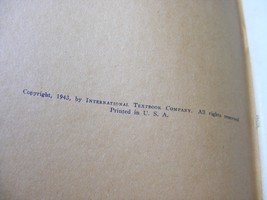 Copyright, 1942, by INTERNATIONAL TEXTBOOK COMPANY. All rights reserved
Printed in U. S. A.